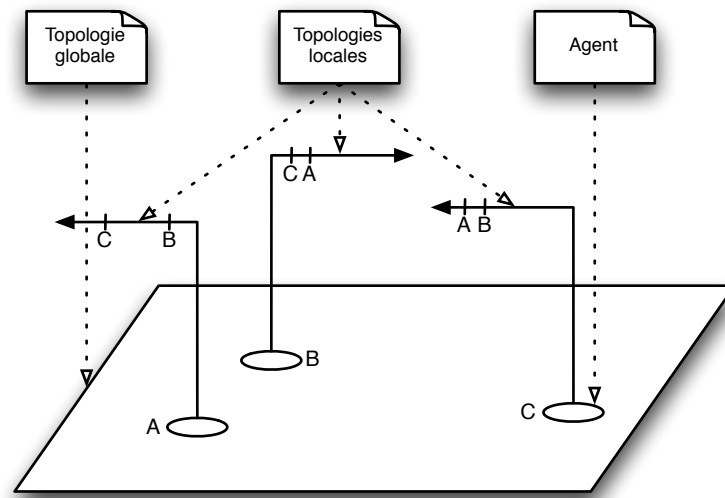 Topologie
globale
Topologies
locales
Agent
C A
A B
C B
B
A
C